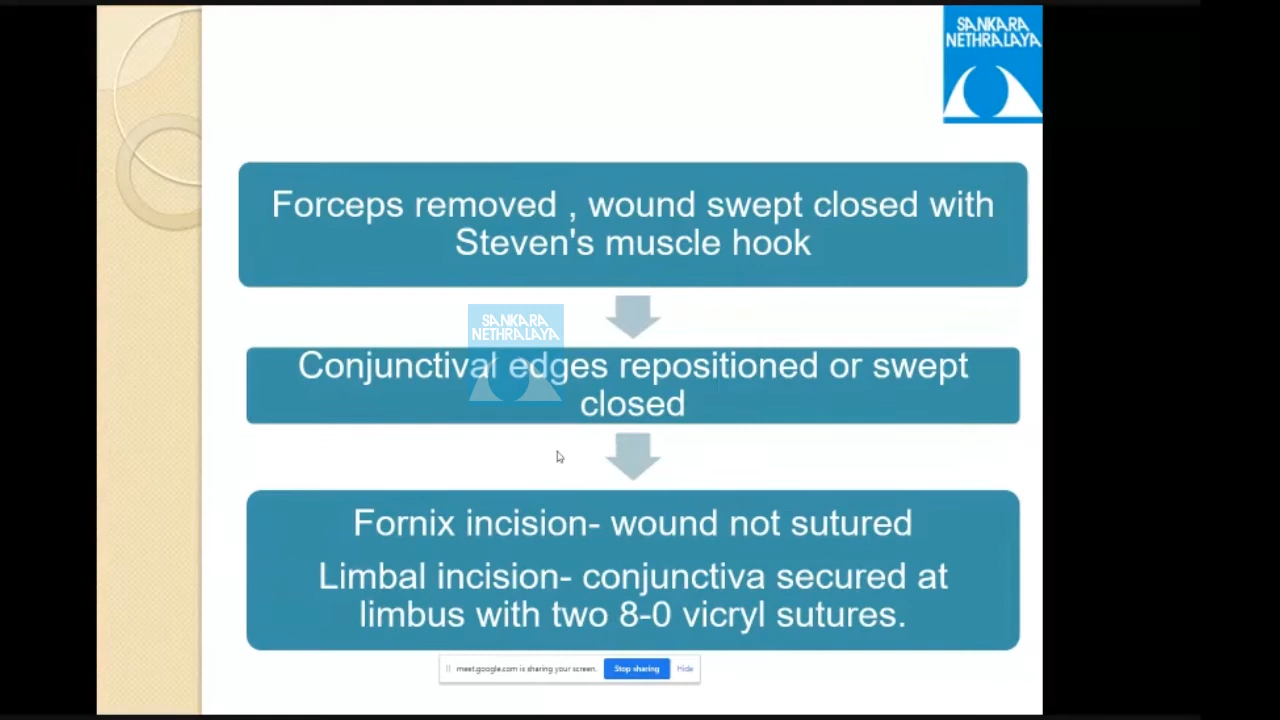 SANKARA
NETHRALAYA
Forceps removed , wound swept closed with
Steven's muscle hook
SANKARA
NETHRALAYA
Conjunctival edges repositioned or swept
closed
Fornix incision- wound not sutured
Limbal incision- conjunctiva secured at
limbus with two 8-0 vicryl sutures.
meet.google.com is sharing your screen. Stop sharing Hide